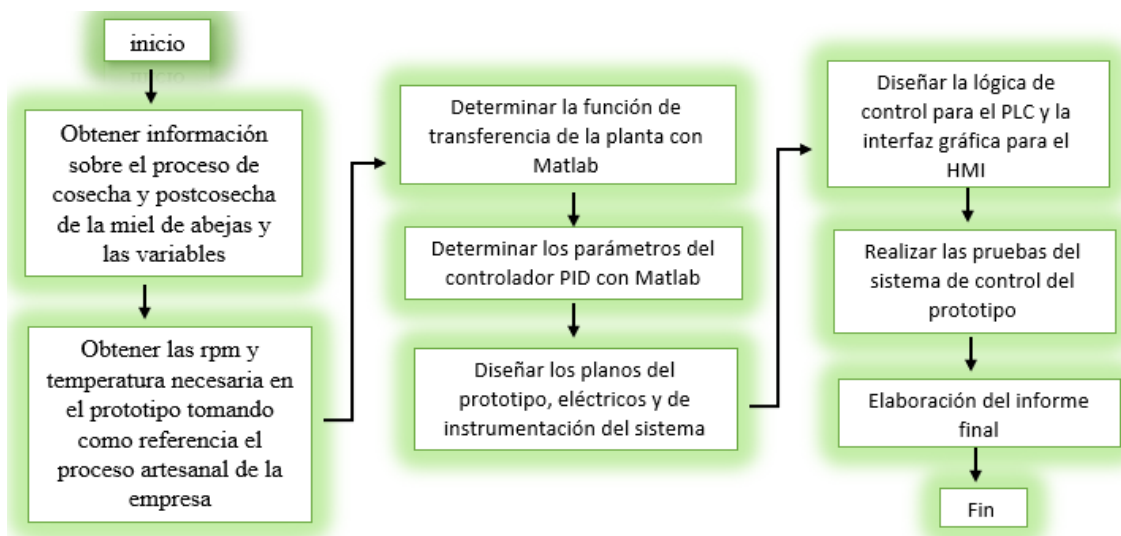 inicio
Obtener información
sobre el proceso de
cosecha y postcosecha
de la miel de abejas y
las variables
Obtener las rpm y
temperatura necesaria en
el prototipo tomando
como referencia el
proceso artesanal de la
empresa
Determinar la función de
transferencia de la planta con
Matlab
Determinar los parámetros del
controlador PID con Matlab
Diseñar los planos del
prototipo, eléctricos y de
instrumentación del sistema
Diseñar la lógica de
control para el PLC y la
interfaz gráfica para el
HMI
Realizar las pruebas del
sistema de control del
prototipo
Elaboración del informe
final
Fin